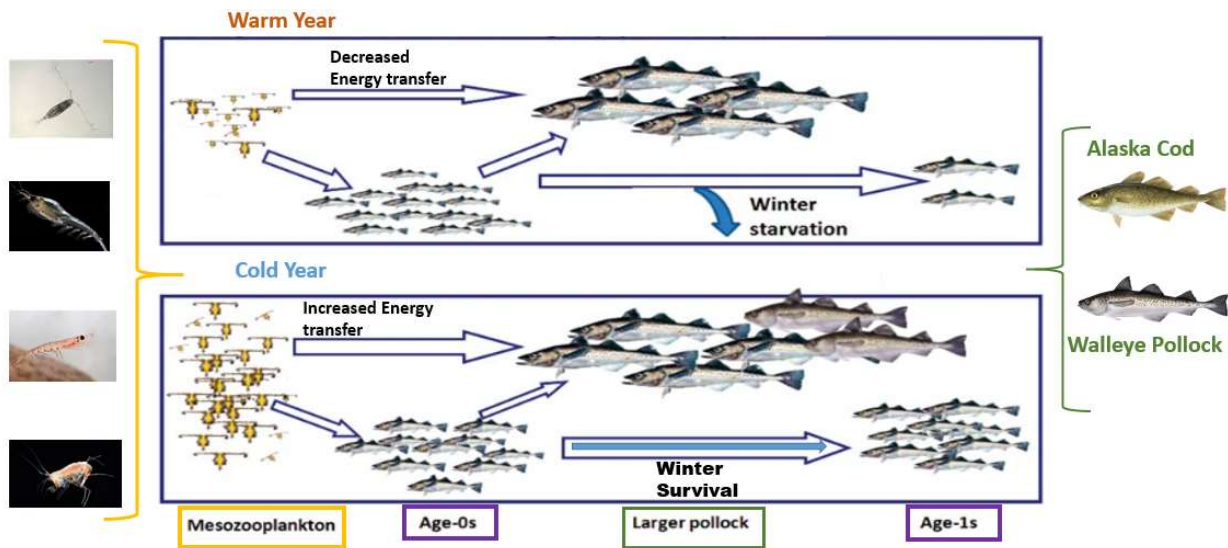 Warm Year
Decreased
Energy transfer
Winter
starvation
Alaska Cod
Walleye Pollock
Cold Year
Increased Energy
transfer
Winter
Survival
Mesozooplankton
Age-0s
Larger pollock
Age-1s